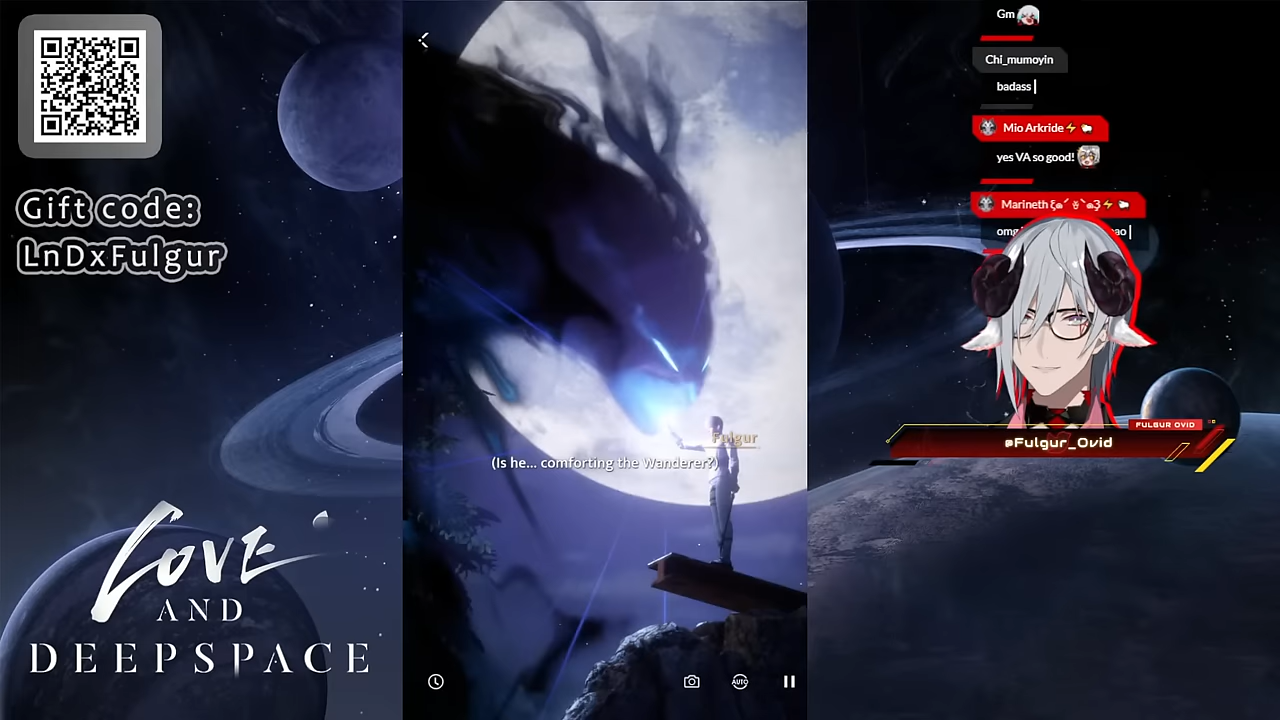 Gift code:
LnDxFulgur
LOVE
AND
DEEPSPACE
Fulgur
(Is he... comforting the Wanderer?)
AUTO
Gm
Chi_mumoyin
badass
Mio Arkride
yes VA so good!
Marineth
omg
FULGUR OVID
@Fulgur_Ovid